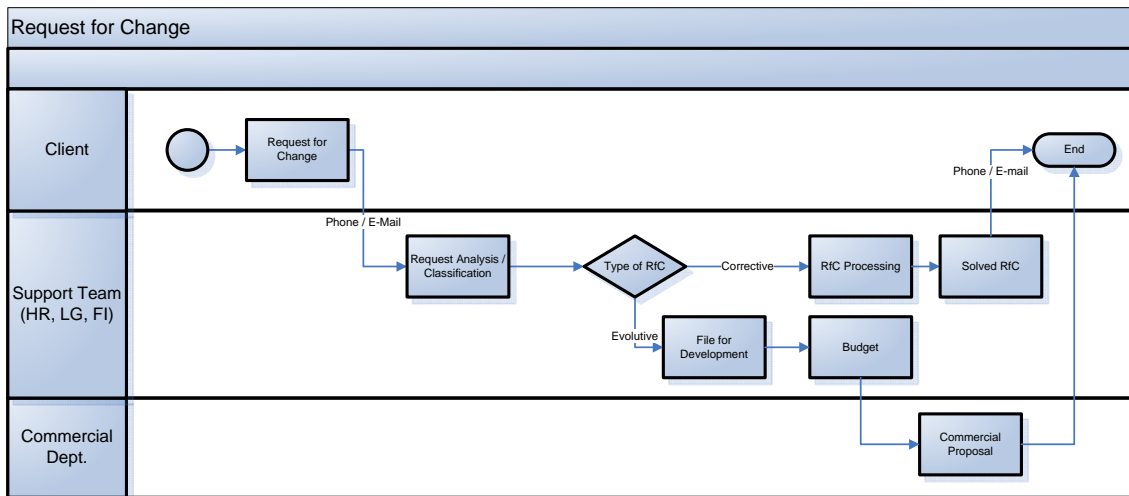 Request for Change
Client
Request for
Change
End
Phone / E-mail
Phone / E-Mail
Support Team
(HR, LG, FI)
Request Analysis /
Classification
Type of RfC
Corrective
RfC Processing
Solved RfC
Evolutive
File for
Development
Budget
Commercial
Dept.
Commercial
Proposal